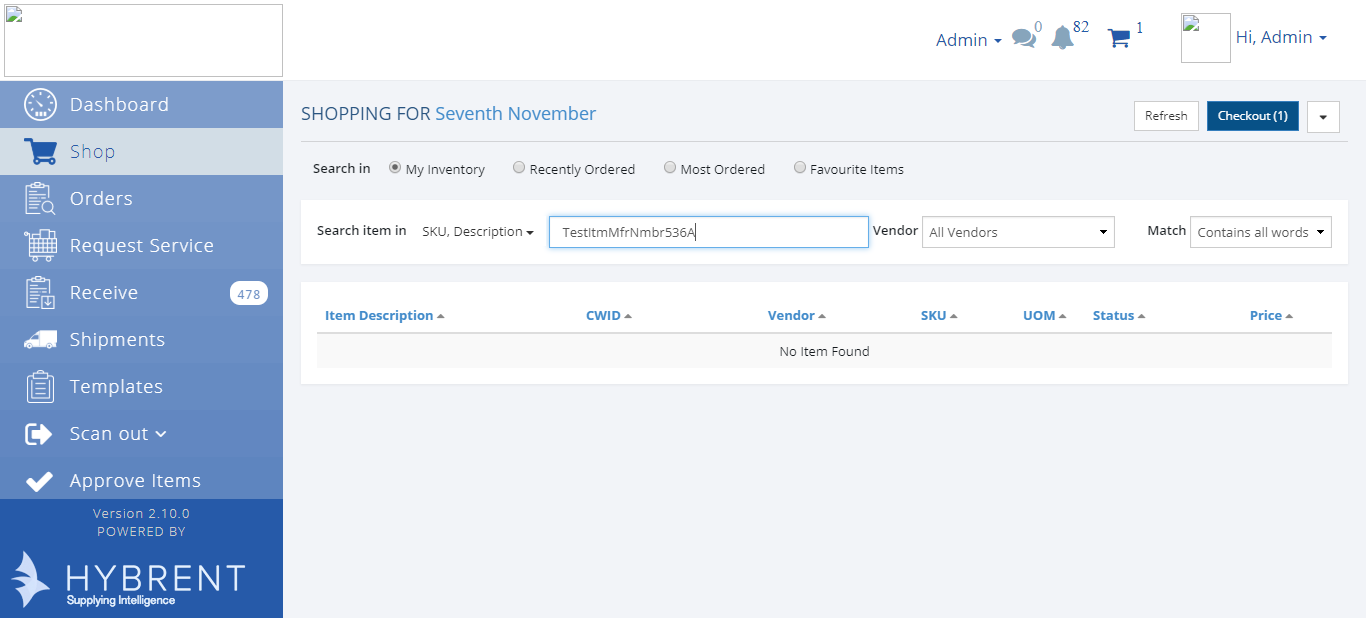 Admin 0 82 1 Hi, Admin
Dashboard
Shop
Orders
Request Service
Receive 478
Shipments
Templates
Scan out
Approve Items
Version 2.10.0
POWERED BY
HYBRENT
Supplying Intelligence
SHOPPING FOR Seventh November Refresh Checkout (1)
Search in My Inventory Recently Ordered Most Ordered Favourite Items
Search item in SKU, Description TestItmMfrNmbr536A Vendor All Vendors Match Contains all words
Item Description CWID Vendor SKU UOM Status Price
No Item Found